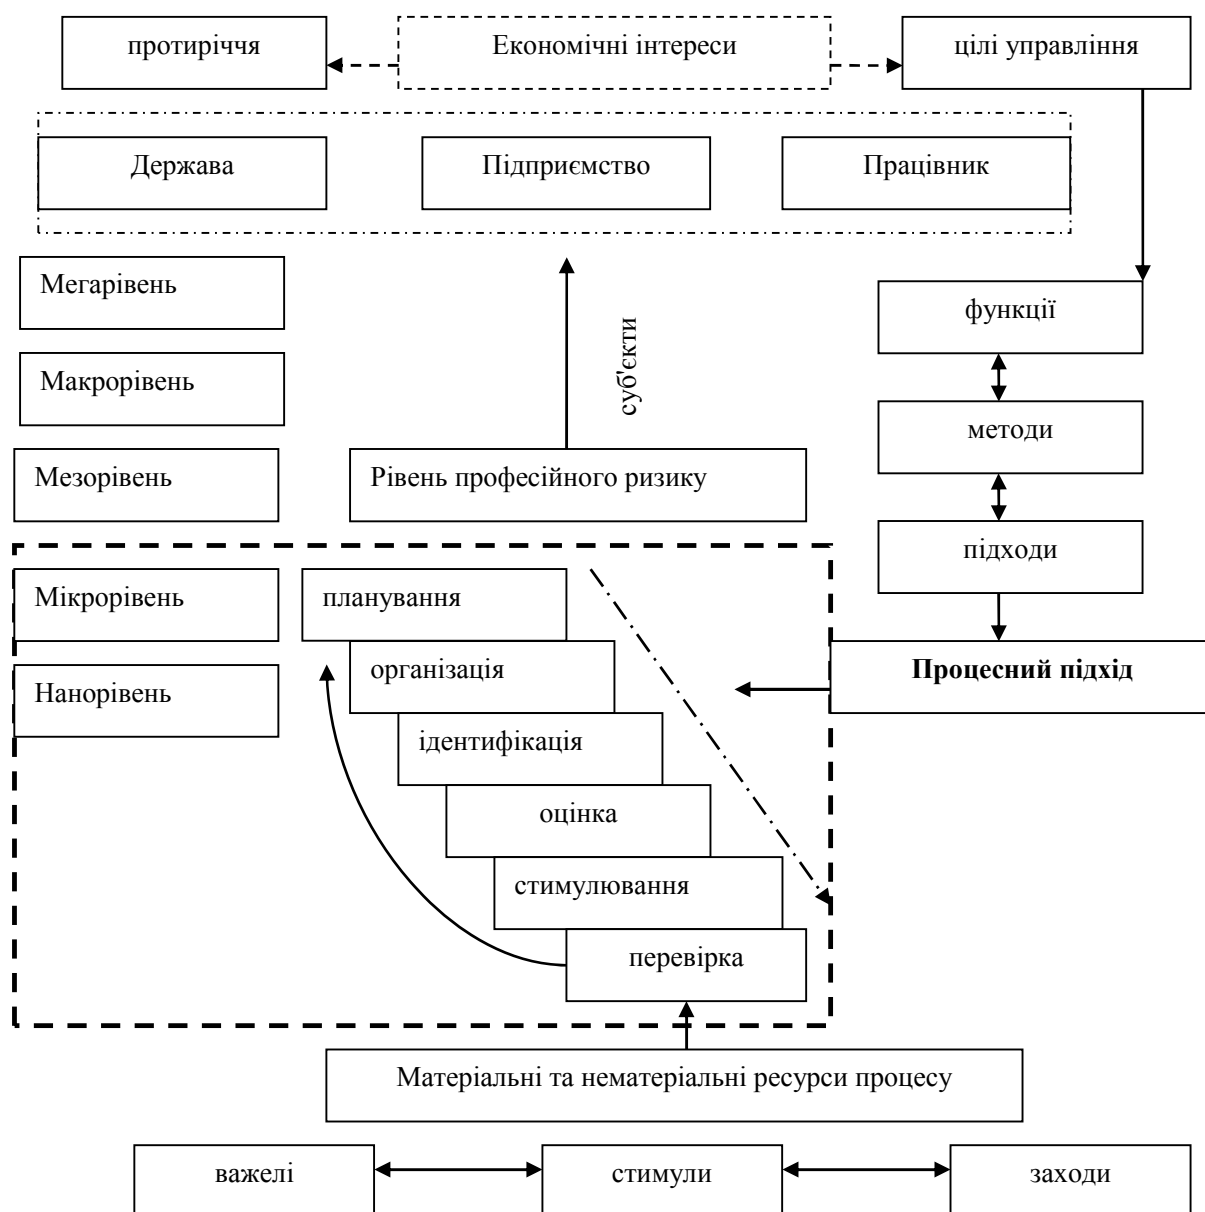 протиріччя
Економічні інтереси
цілі управління
Держава
Підприємство
Працівник
Мегарівень
функції
суб'єкти
Макрорівень
методи
Мезорівень
Рівень професійного ризику
підходи
Мікрорівень
планування
організація
Процесний підхід
Нанорівень
ідентифікація
оцінка
стимулювання
перевірка
Матеріальні та нематеріальні ресурси процесу
важелі
стимули
заходи